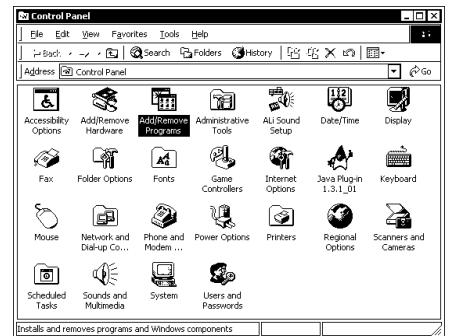 Control Panel
File Edit View Favorites Tools Help
Back Search Folders History
Address Control Panel Go
Accessibility Options
Add/Remove Hardware
Add/Remove Programs
Administrative Tools
ALi Sound Setup
Date/Time
Display
Fax
Folder Options
Fonts
Game Controllers
Internet Options
Java Plug-in 1.3.1_01
Keyboard
Mouse
Network and Dial-up Co...
Phone and Modem ...
Power Options
Printers
Regional Options
Scanners and Cameras
Scheduled Tasks
Sounds and Multimedia
System
Users and Passwords
Installs and removes programs and Windows components